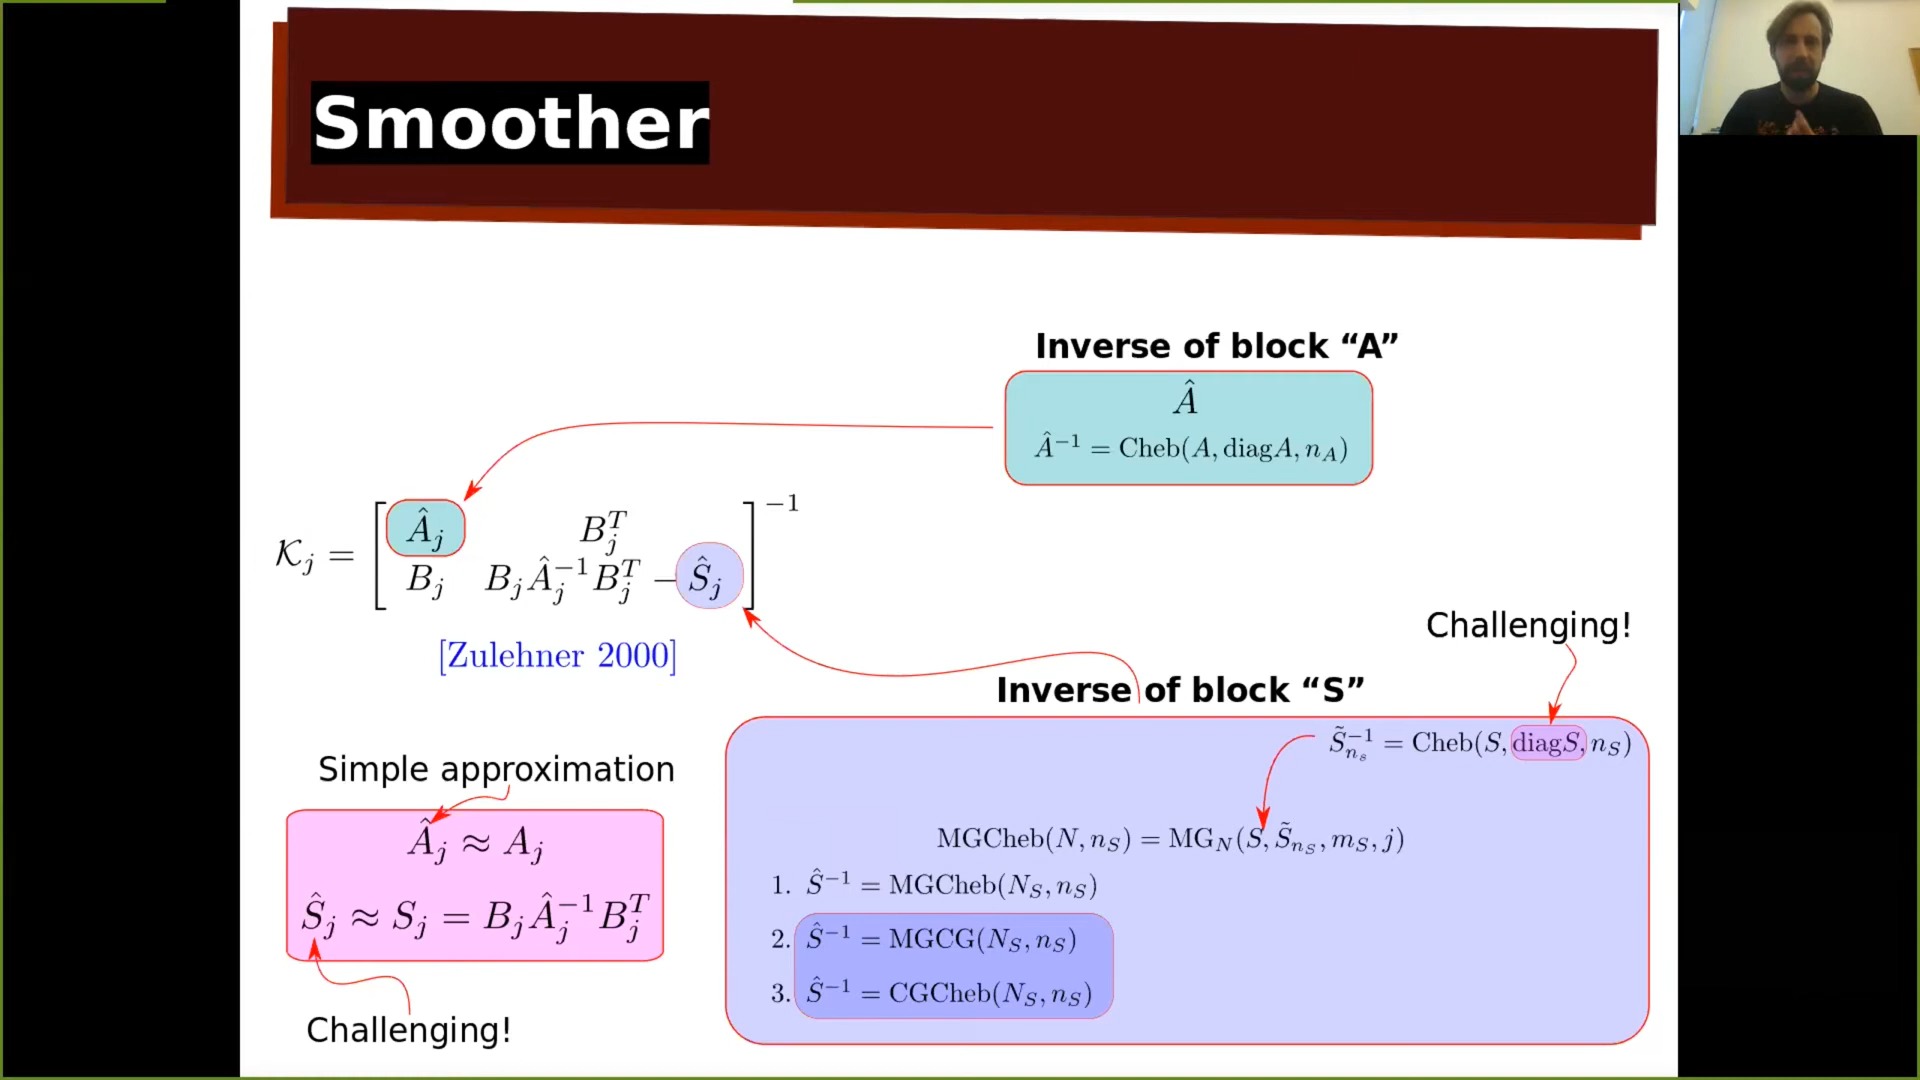 Smoother
Inverse of block “A”
Â
Â⁻¹ = Cheb(A, diagA, n_A)
𝒦_j = [ Â_j B_j^T
B_j B_j Â_j⁻¹ B_j^T − Ŝ_j ]⁻¹
[Zulehner 2000]
Challenging!
Inverse of block “S”
S̃_{n_s}⁻¹ = Cheb(S, diagS, n_S)
MGCheb(N, n_S) = MG_N(S, S̃_{n_S}, m_S, j)
1. Ŝ⁻¹ = MGCheb(N_S, n_S)
2. Ŝ⁻¹ = MGCG(N_S, n_S)
3. Ŝ⁻¹ = CGCheb(N_S, n_S)
Simple approximation
Â_j ≈ A_j
Ŝ_j ≈ S_j = B_j Â_j⁻¹ B_j^T
Challenging!